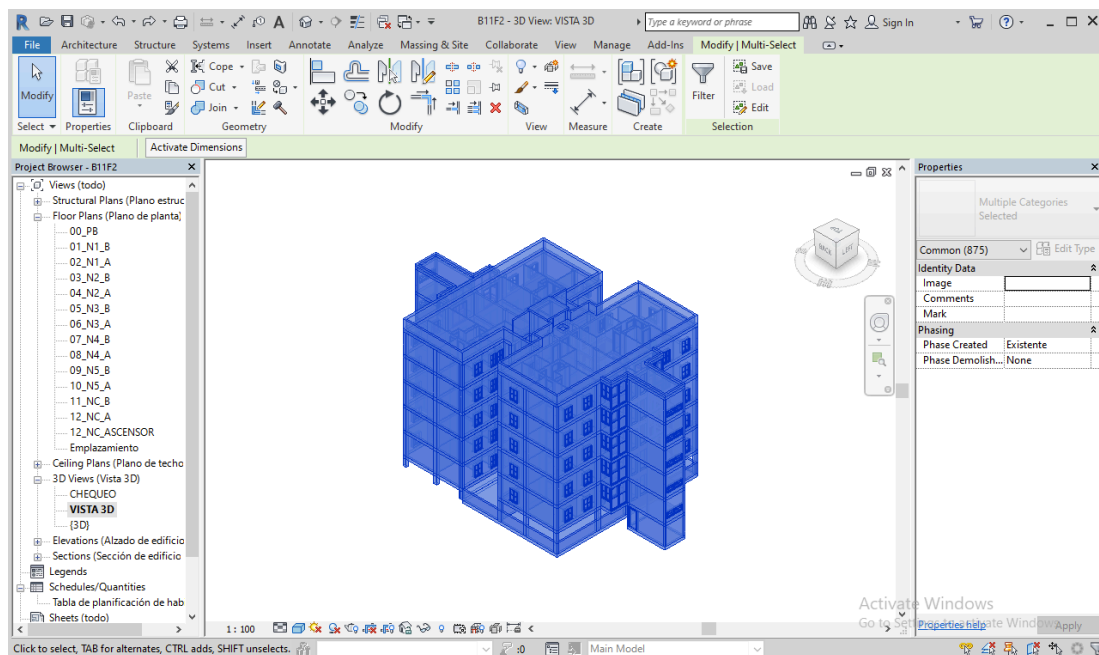 B11F2 - 3D View: VISTA 3D
Type a keyword or phrase
Sign In
File Architecture Structure Systems Insert Annotate Analyze Massing & Site Collaborate View Manage Add-Ins Modify | Multi-Select
Modify
Paste
Cope
Cut
Join
Filter
Save
Load
Edit
Select Properties Clipboard Geometry Modify View Measure Create Selection
Modify | Multi-Select Activate Dimensions
Project Browser - B11F2
Views (todo)
Structural Plans (Plano estruc
Floor Plans (Plano de planta)
00_PB
01_N1_B
02_N1_A
03_N2_B
04_N2_A
05_N3_B
06_N3_A
07_N4_B
08_N4_A
09_N5_B
10_N5_A
11_NC_B
12_NC_A
12_NC_ASCENSOR
Emplazamiento
Ceiling Plans (Plano de techo
3D Views (Vista 3D)
CHEQUEO
VISTA 3D
{3D}
Elevations (Alzado de edificio
Sections (Sección de edificio
Legends
Schedules/Quantities
Tabla de planificación de hab
Sheets (todo)
BACK LEFT
Properties
Multiple Categories
Selected
Common (875) Edit Type
Identity Data
Image
Comments
Mark
Phasing
Phase Created Existente
Phase Demolish... None
Activate Windows
Go to Settings to activate Windows.
Properties help Apply
1 : 100
Click to select, TAB for alternates, CTRL adds, SHIFT unselects.
:0
Main Model